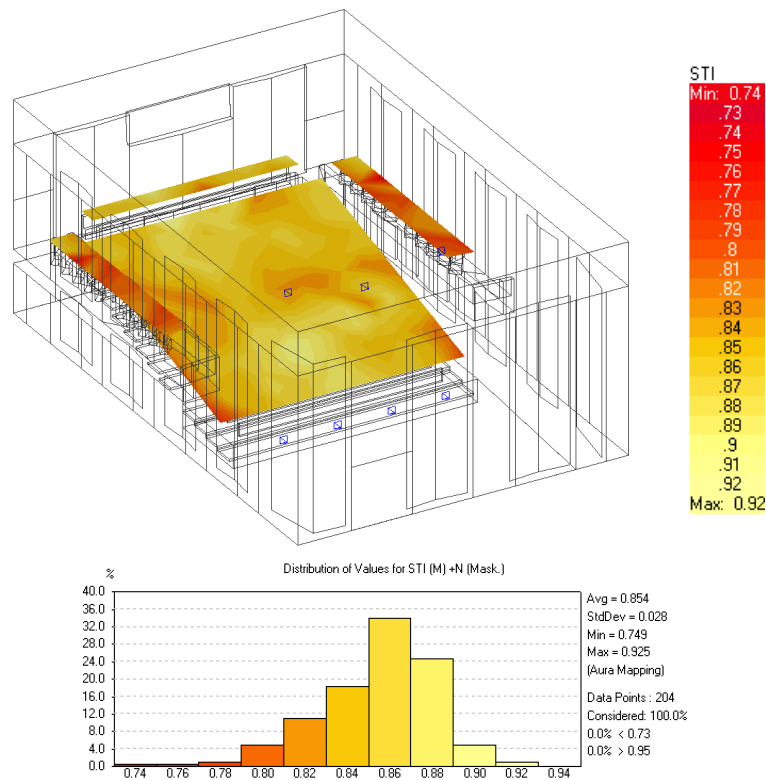 STI
Min: 0.74
.73
.74
.75
.76
.77
.78
.79
.8
.81
.82
.83
.84
.85
.86
.87
.88
.89
.9
.91
.92
Max: 0.92
Distribution of Values for STI (M) +N (Mask.)
%
40.0
36.0
32.0
28.0
24.0
20.0
16.0
12.0
8.0
4.0
0.0
0.74 0.76 0.78 0.80 0.82 0.84 0.86 0.88 0.90 0.92 0.94
Avg = 0.854
StdDev = 0.028
Min = 0.749
Max = 0.925
(Aura Mapping)
Data Points : 204
Considered: 100.0%
0.0% < 0.73
0.0% > 0.95